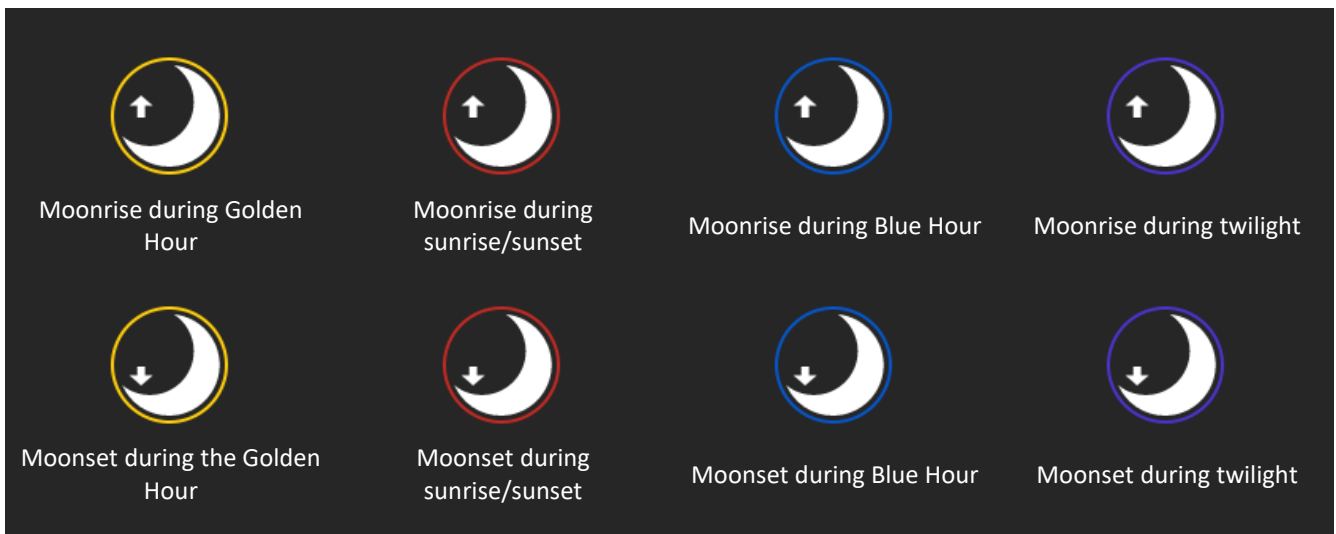 Moonrise during Golden
Hour
Moonrise during
sunrise/sunset
Moonrise during Blue Hour
Moonrise during twilight
Moonset during the Golden
Hour
Moonset during
sunrise/sunset
Moonset during Blue Hour
Moonset during twilight